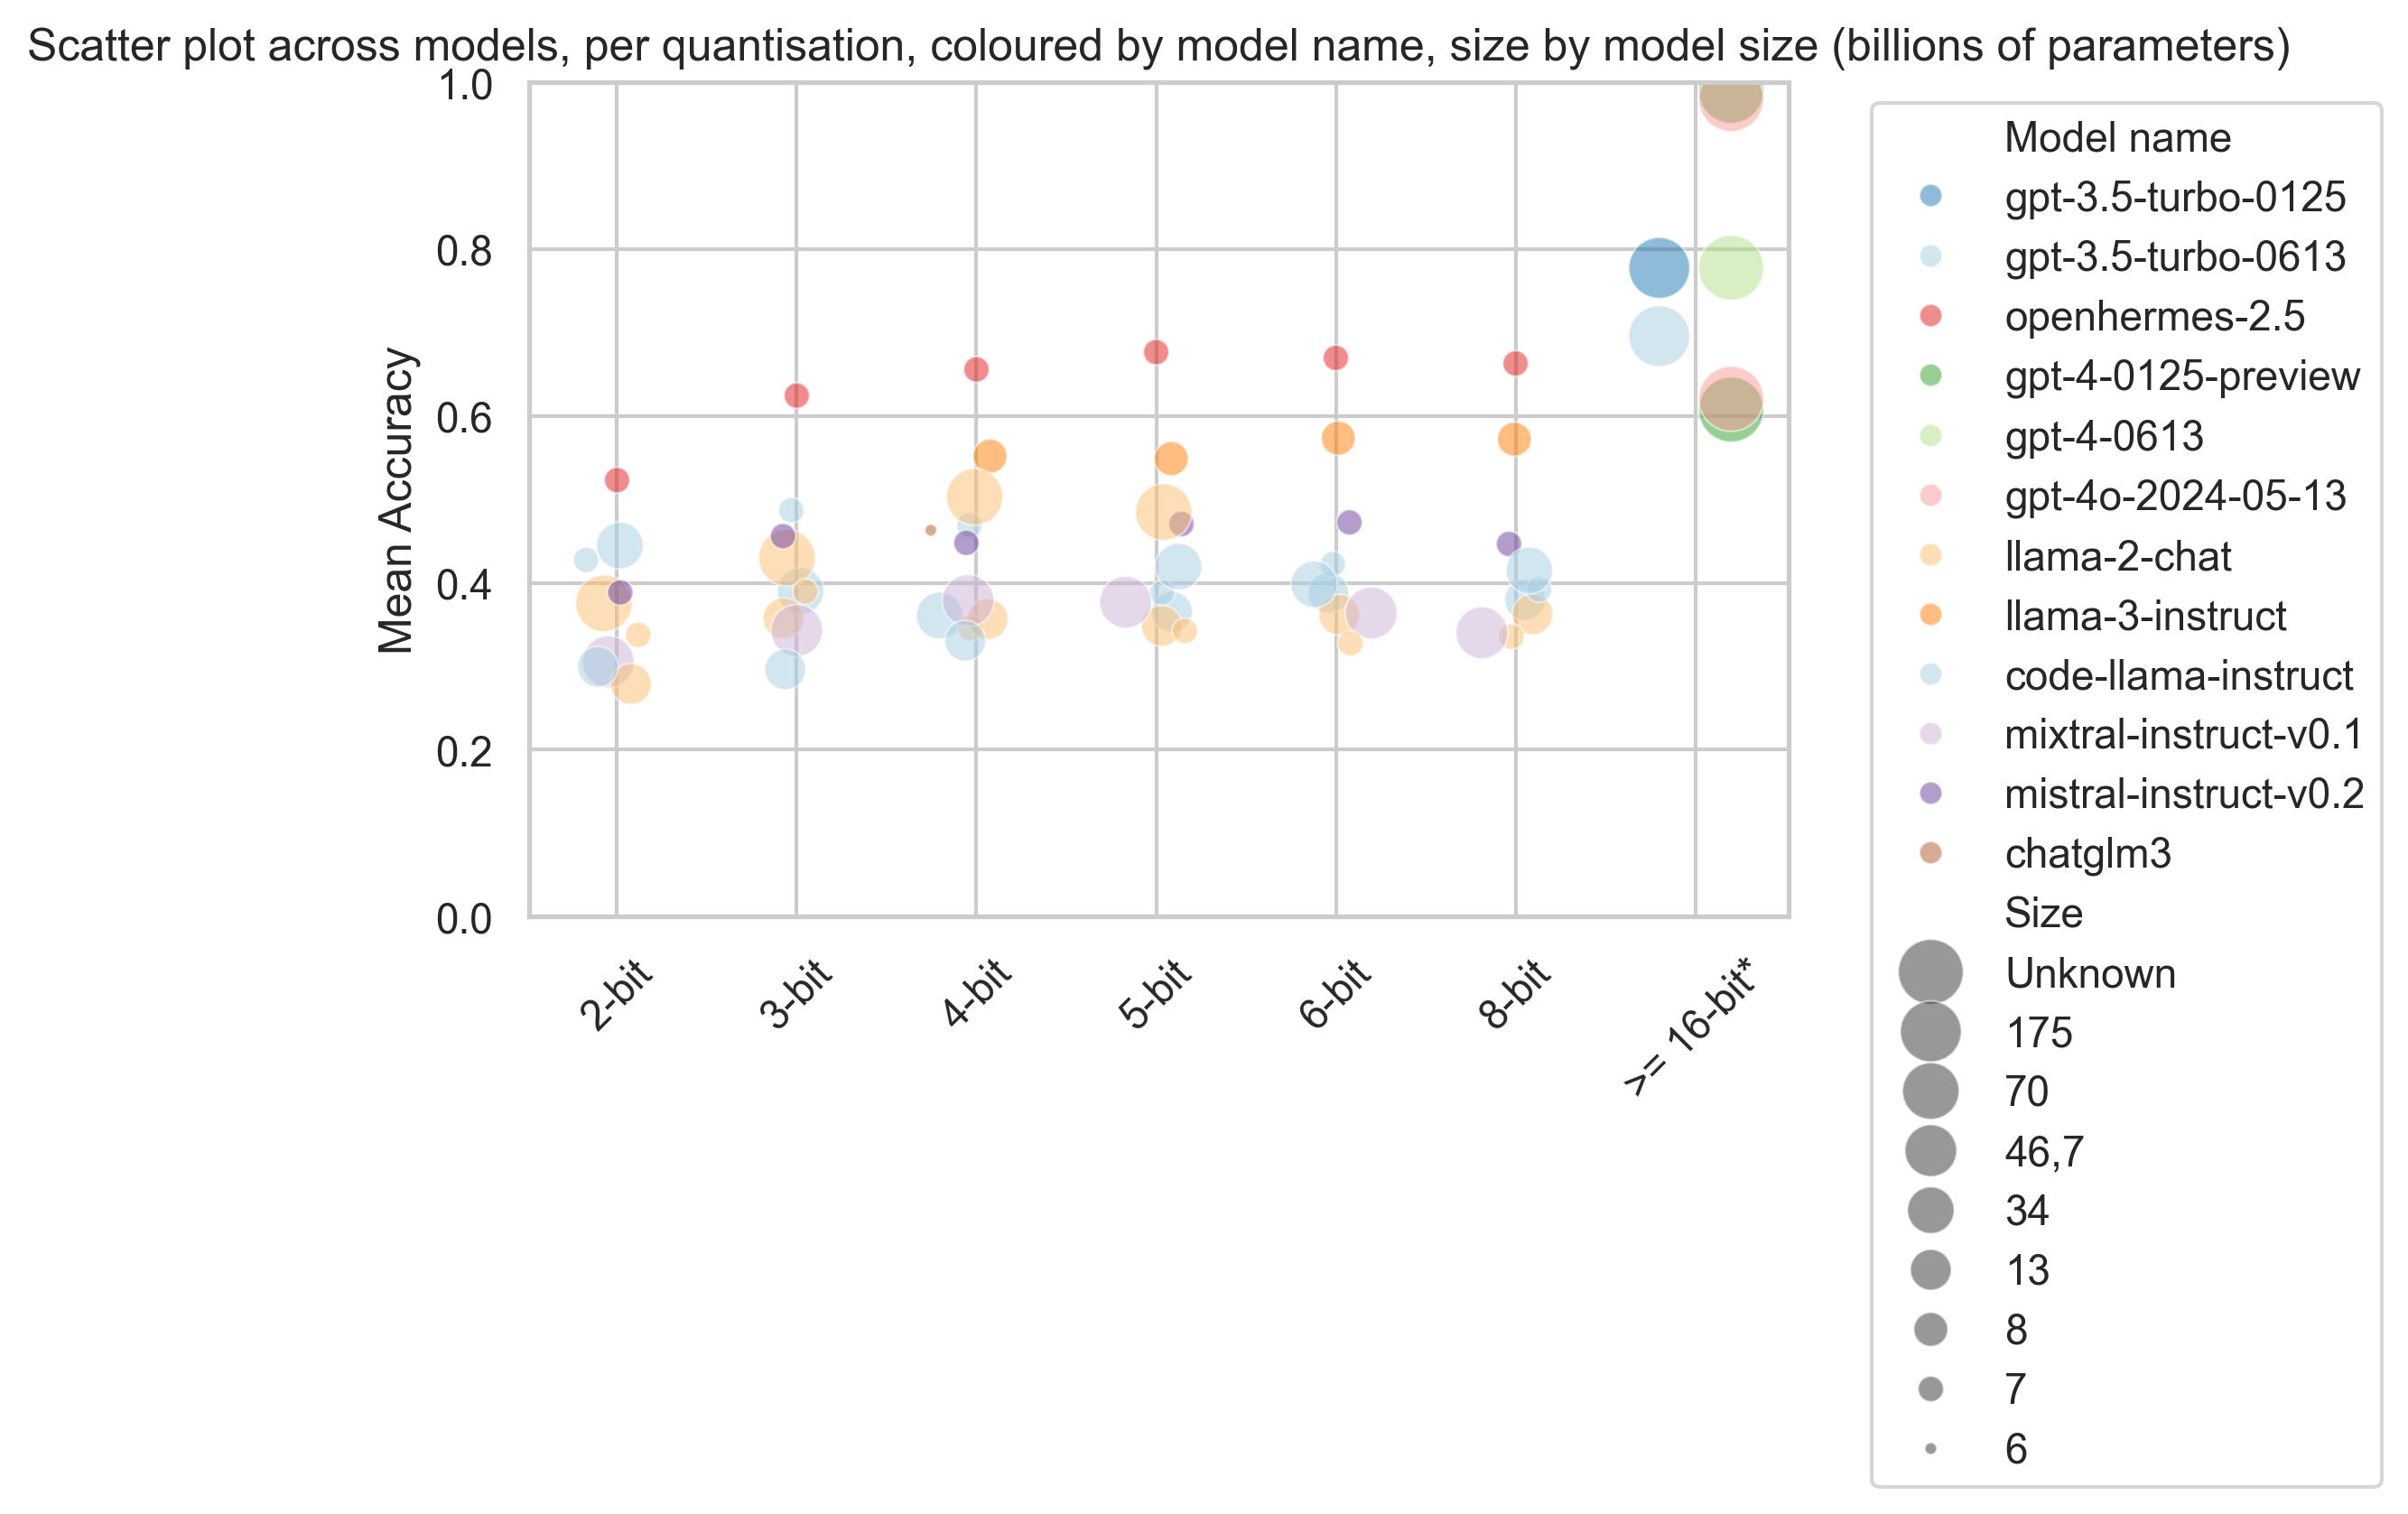 Scatter plot across models, per quantisation, coloured by model name, size by model size (billions of parameters)
Mean Accuracy
1.0
0.8
0.6
0.4
0.2
0.0
2-bit
3-bit
4-bit
5-bit
6-bit
8-bit
>= 16-bit*
Model name
gpt-3.5-turbo-0125
gpt-3.5-turbo-0613
openhermes-2.5
gpt-4-0125-preview
gpt-4-0613
gpt-4o-2024-05-13
llama-2-chat
llama-3-instruct
code-llama-instruct
mixtral-instruct-v0.1
mistral-instruct-v0.2
chatglm3
Size
Unknown
175
70
46,7
34
13
8
7
6